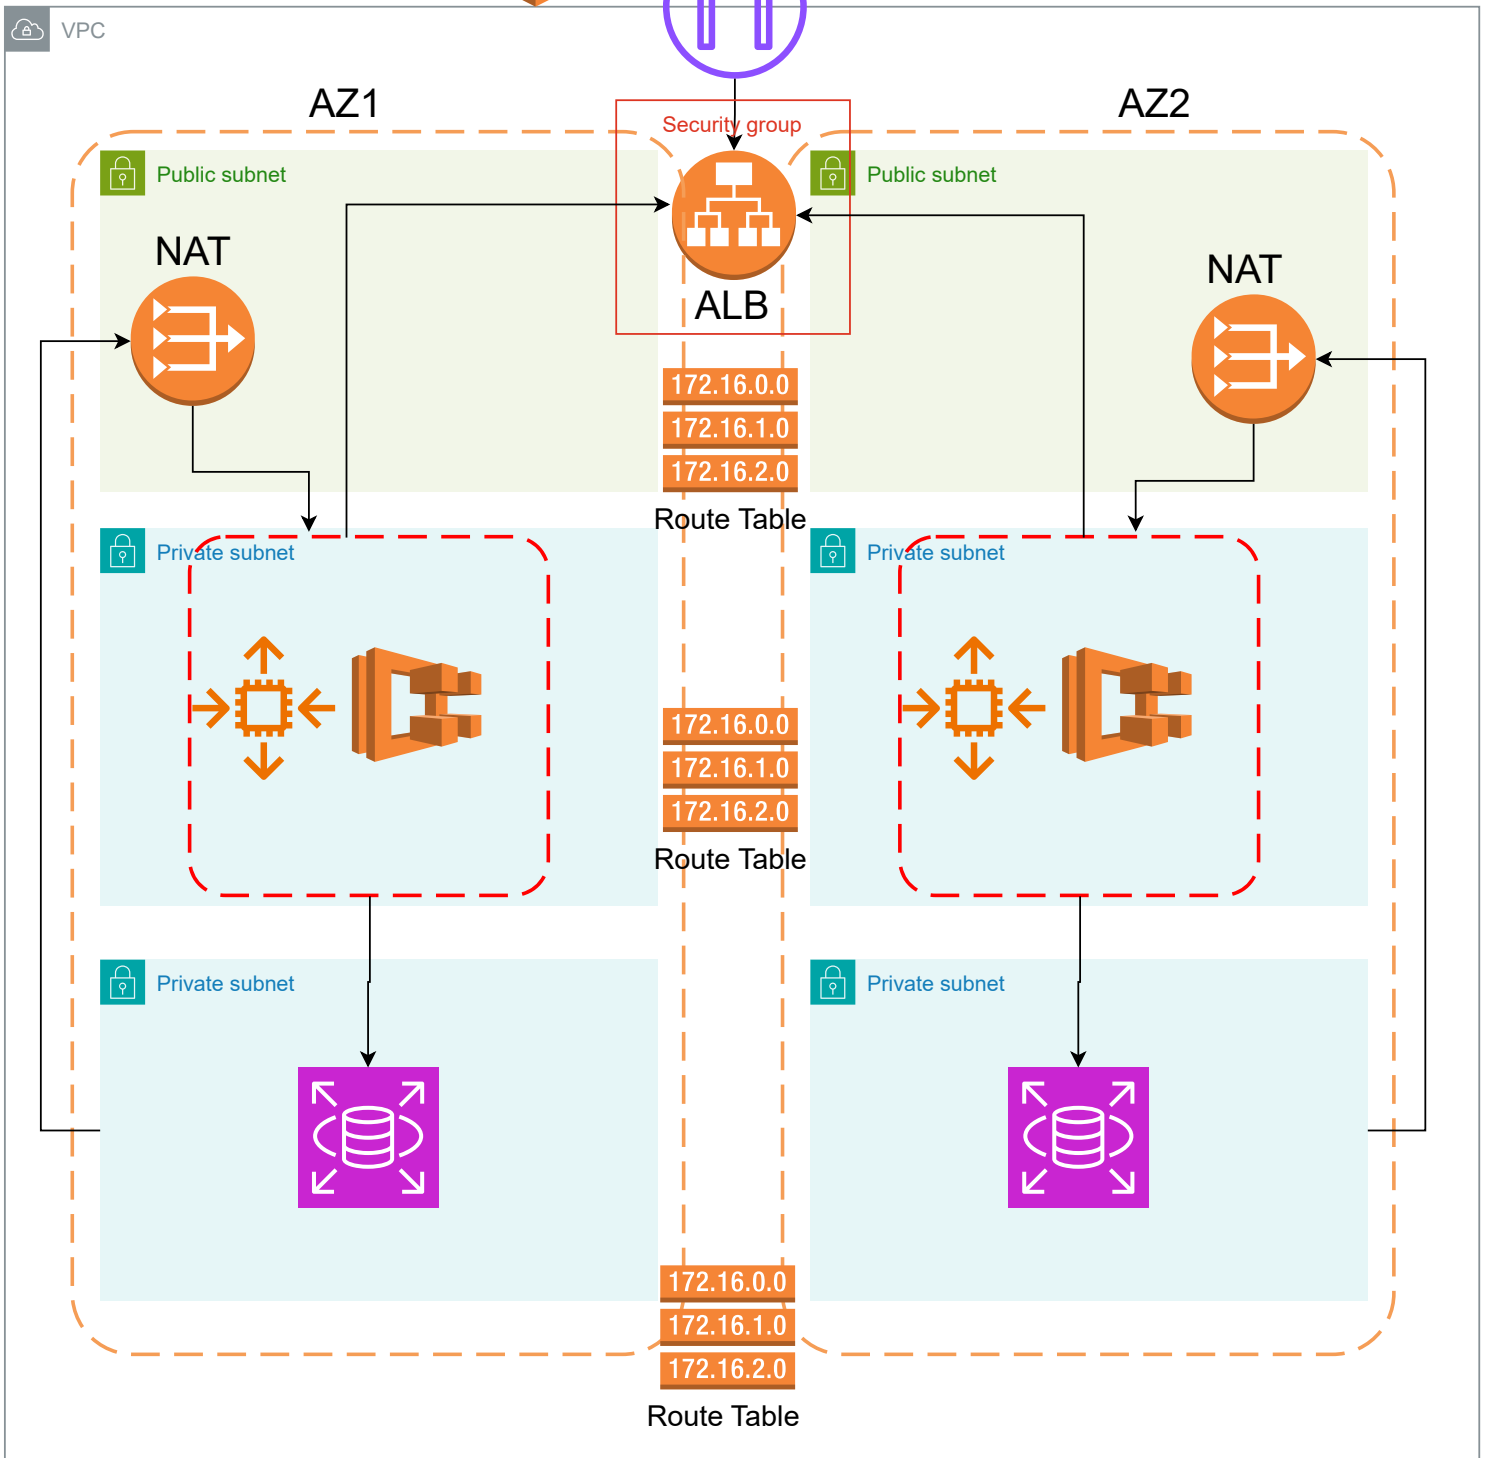 VPC
AZ1
AZ2
Security group
Public subnet
Public subnet
NAT
NAT
ALB
172.16.0.0
172.16.1.0
172.16.2.0
Route Table
Private subnet
Private subnet
172.16.0.0
172.16.1.0
172.16.2.0
Route Table
Private subnet
Private subnet
172.16.0.0
172.16.1.0
172.16.2.0
Route Table